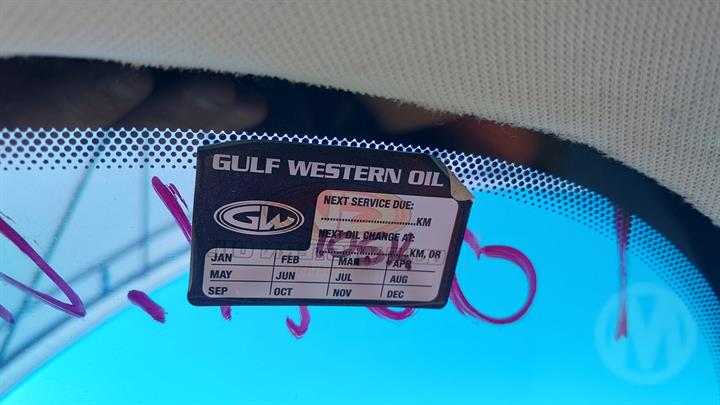 GULF WESTERN OIL
GW
NEXT SERVICE DUE:
....................KM
NEXT OIL CHANGE AT:
....................KM, OR
JAN FEB MAR APR
MAY JUN JUL AUG
SEP OCT NOV DEC
M